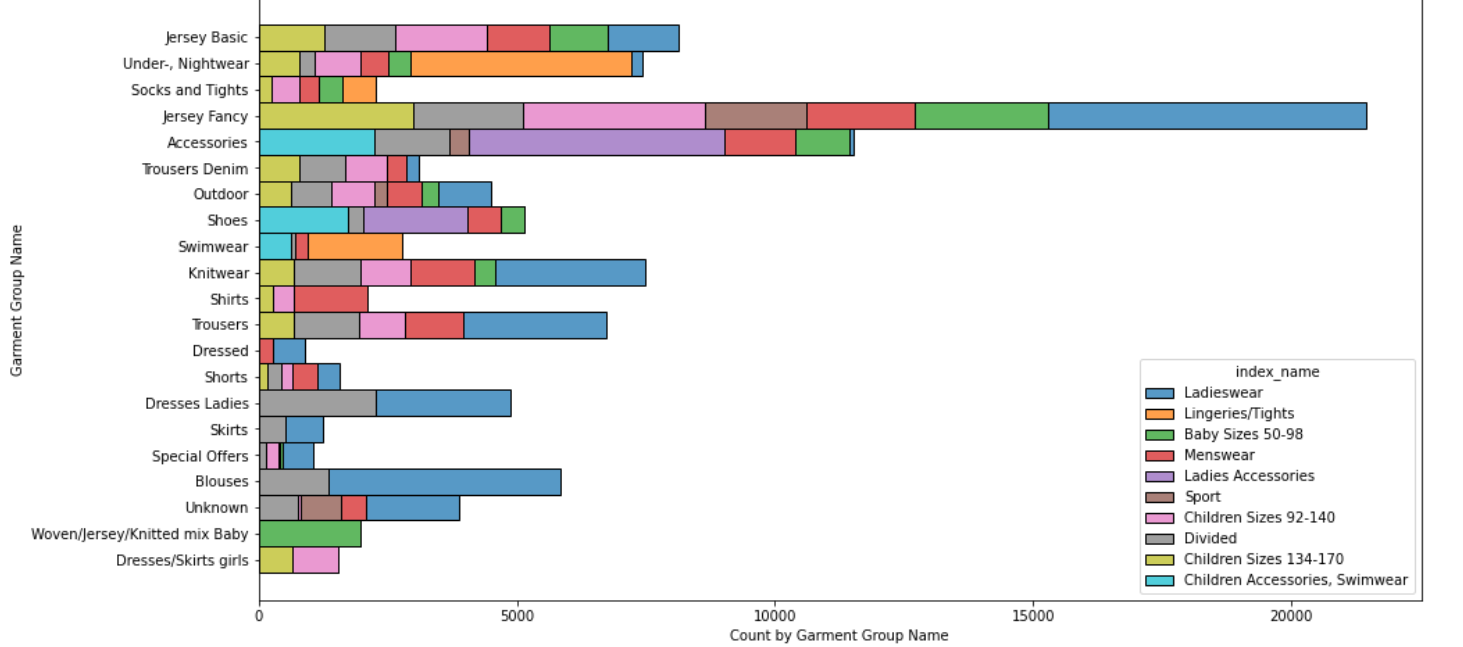 Garment Group Name
Jersey Basic
Under-, Nightwear
Socks and Tights
Jersey Fancy
Accessories
Trousers Denim
Outdoor
Shoes
Swimwear
Knitwear
Shirts
Trousers
Dressed
Shorts
Dresses Ladies
Skirts
Special Offers
Blouses
Unknown
Woven/Jersey/Knitted mix Baby
Dresses/Skirts girls
index_name
Ladieswear
Lingeries/Tights
Baby Sizes 50-98
Menswear
Ladies Accessories
Sport
Children Sizes 92-140
Divided
Children Sizes 134-170
Children Accessories, Swimwear
0 5000 10000 15000 20000
Count by Garment Group Name